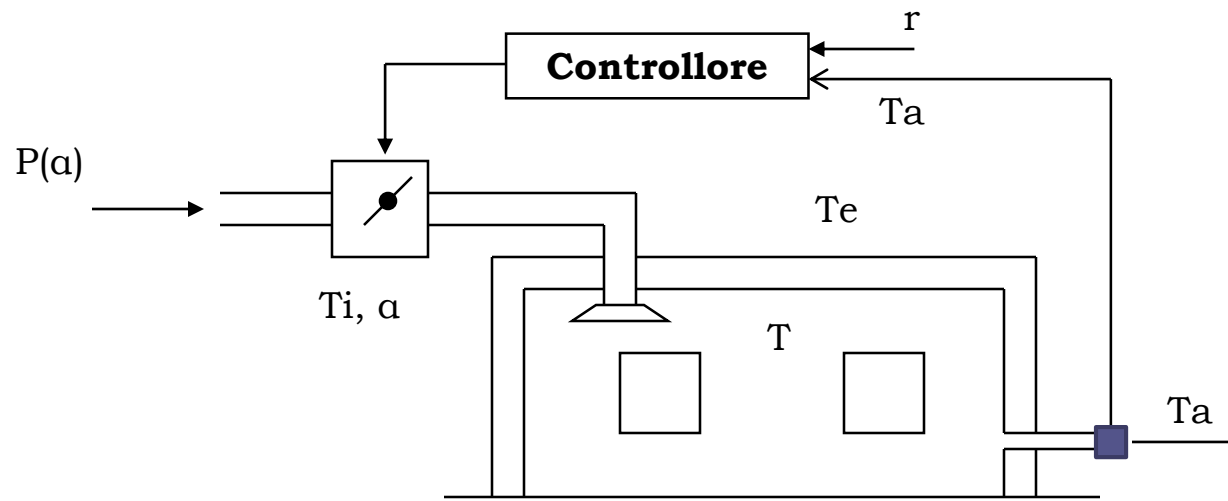 r
Controllore
Ta
P(α)
Te
Ti, α
T
Ta